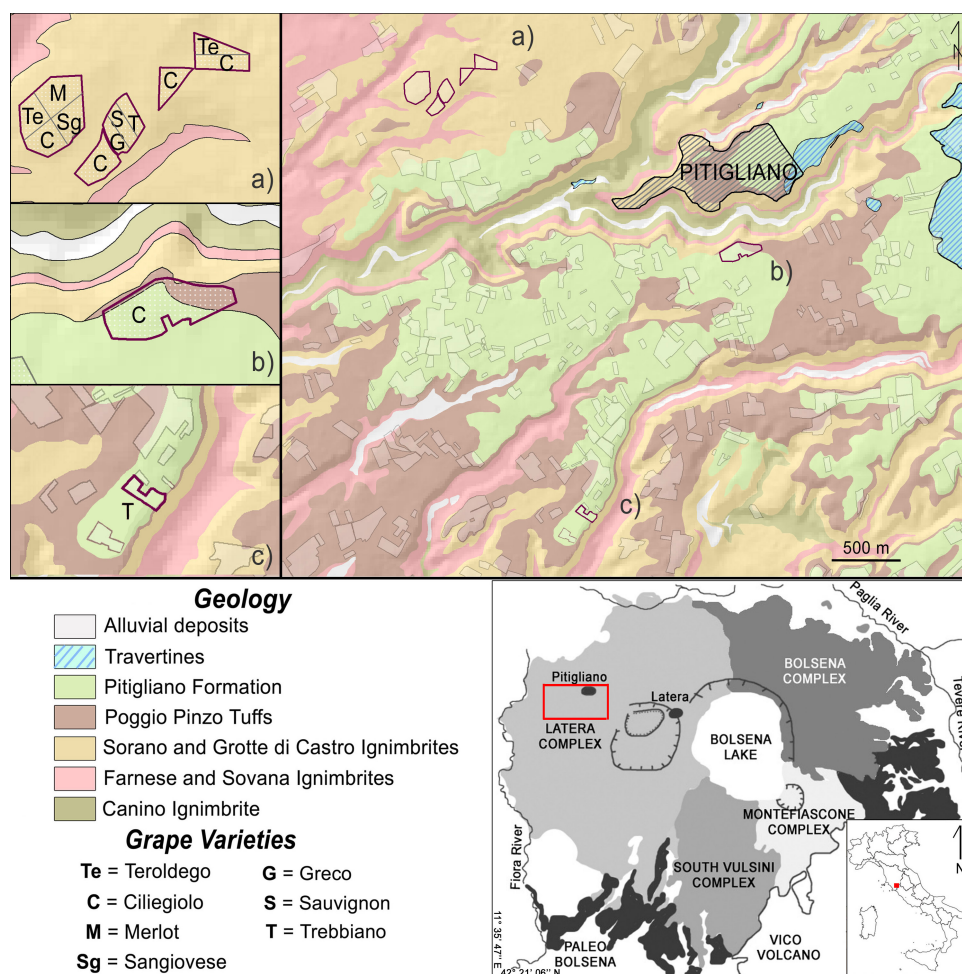 Te
C
C
M
Te
Sg
C
S
T
G
C
a)
C
b)
T
c)
a)
N
PITIGLIANO
b)
c)
500 m
Geology
Alluvial deposits
Travertines
Pitigliano Formation
Poggio Pinzo Tuffs
Sorano and Grotte di Castro Ignimbrites
Farnese and Sovana Ignimbrites
Canino Ignimbrite
Grape Varieties
Te = Teroldego
C = Ciliegiolo
M = Merlot
Sg = Sangiovese
G = Greco
S = Sauvignon
T = Trebbiano
Paglia River
BOLSENA
COMPLEX
Tevere River
Pitigliano
Latera
LATERA
COMPLEX
BOLSENA
LAKE
MONTEFIASCONE
COMPLEX
Fiora River
SOUTH VULSINI
COMPLEX
PALEO
BOLSENA
VICO
VOLCANO
11° 35' 47'' E
42° 21' 06'' N
N